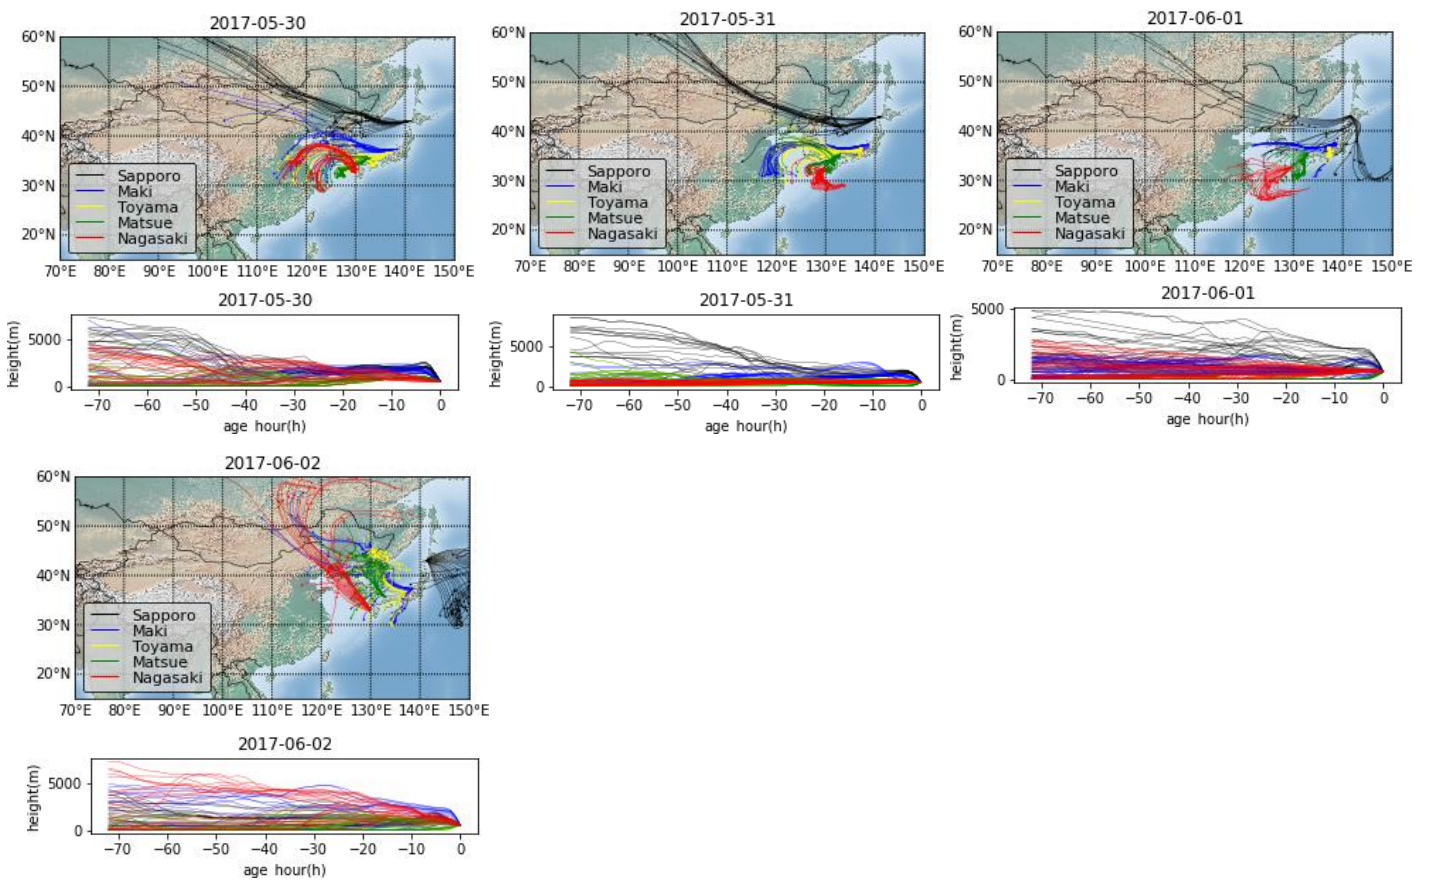 2017-05-30
60°N
50°N
40°N
30°N
20°N
Sapporo
Maki
Toyama
Matsue
Nagasaki
70°E 80°E 90°E 100°E 110°E 120°E 130°E 140°E 150°E
2017-05-31
60°N
50°N
40°N
30°N
20°N
Sapporo
Maki
Toyama
Matsue
Nagasaki
70°E 80°E 90°E 100°E 110°E 120°E 130°E 140°E 150°E
2017-06-01
60°N
50°N
40°N
30°N
20°N
Sapporo
Maki
Toyama
Matsue
Nagasaki
70°E 80°E 90°E 100°E 110°E 120°E 130°E 140°E 150°E
2017-05-30
height(m)
5000
0
−70 −60 −50 −40 −30 −20 −10 0
age hour(h)
2017-05-31
height(m)
5000
0
−70 −60 −50 −40 −30 −20 −10 0
age hour(h)
2017-06-01
height(m)
5000
0
−70 −60 −50 −40 −30 −20 −10 0
age hour(h)
2017-06-02
60°N
50°N
40°N
30°N
20°N
Sapporo
Maki
Toyama
Matsue
Nagasaki
70°E 80°E 90°E 100°E 110°E 120°E 130°E 140°E 150°E
2017-06-02
height(m)
5000
0
−70 −60 −50 −40 −30 −20 −10 0
age hour(h)